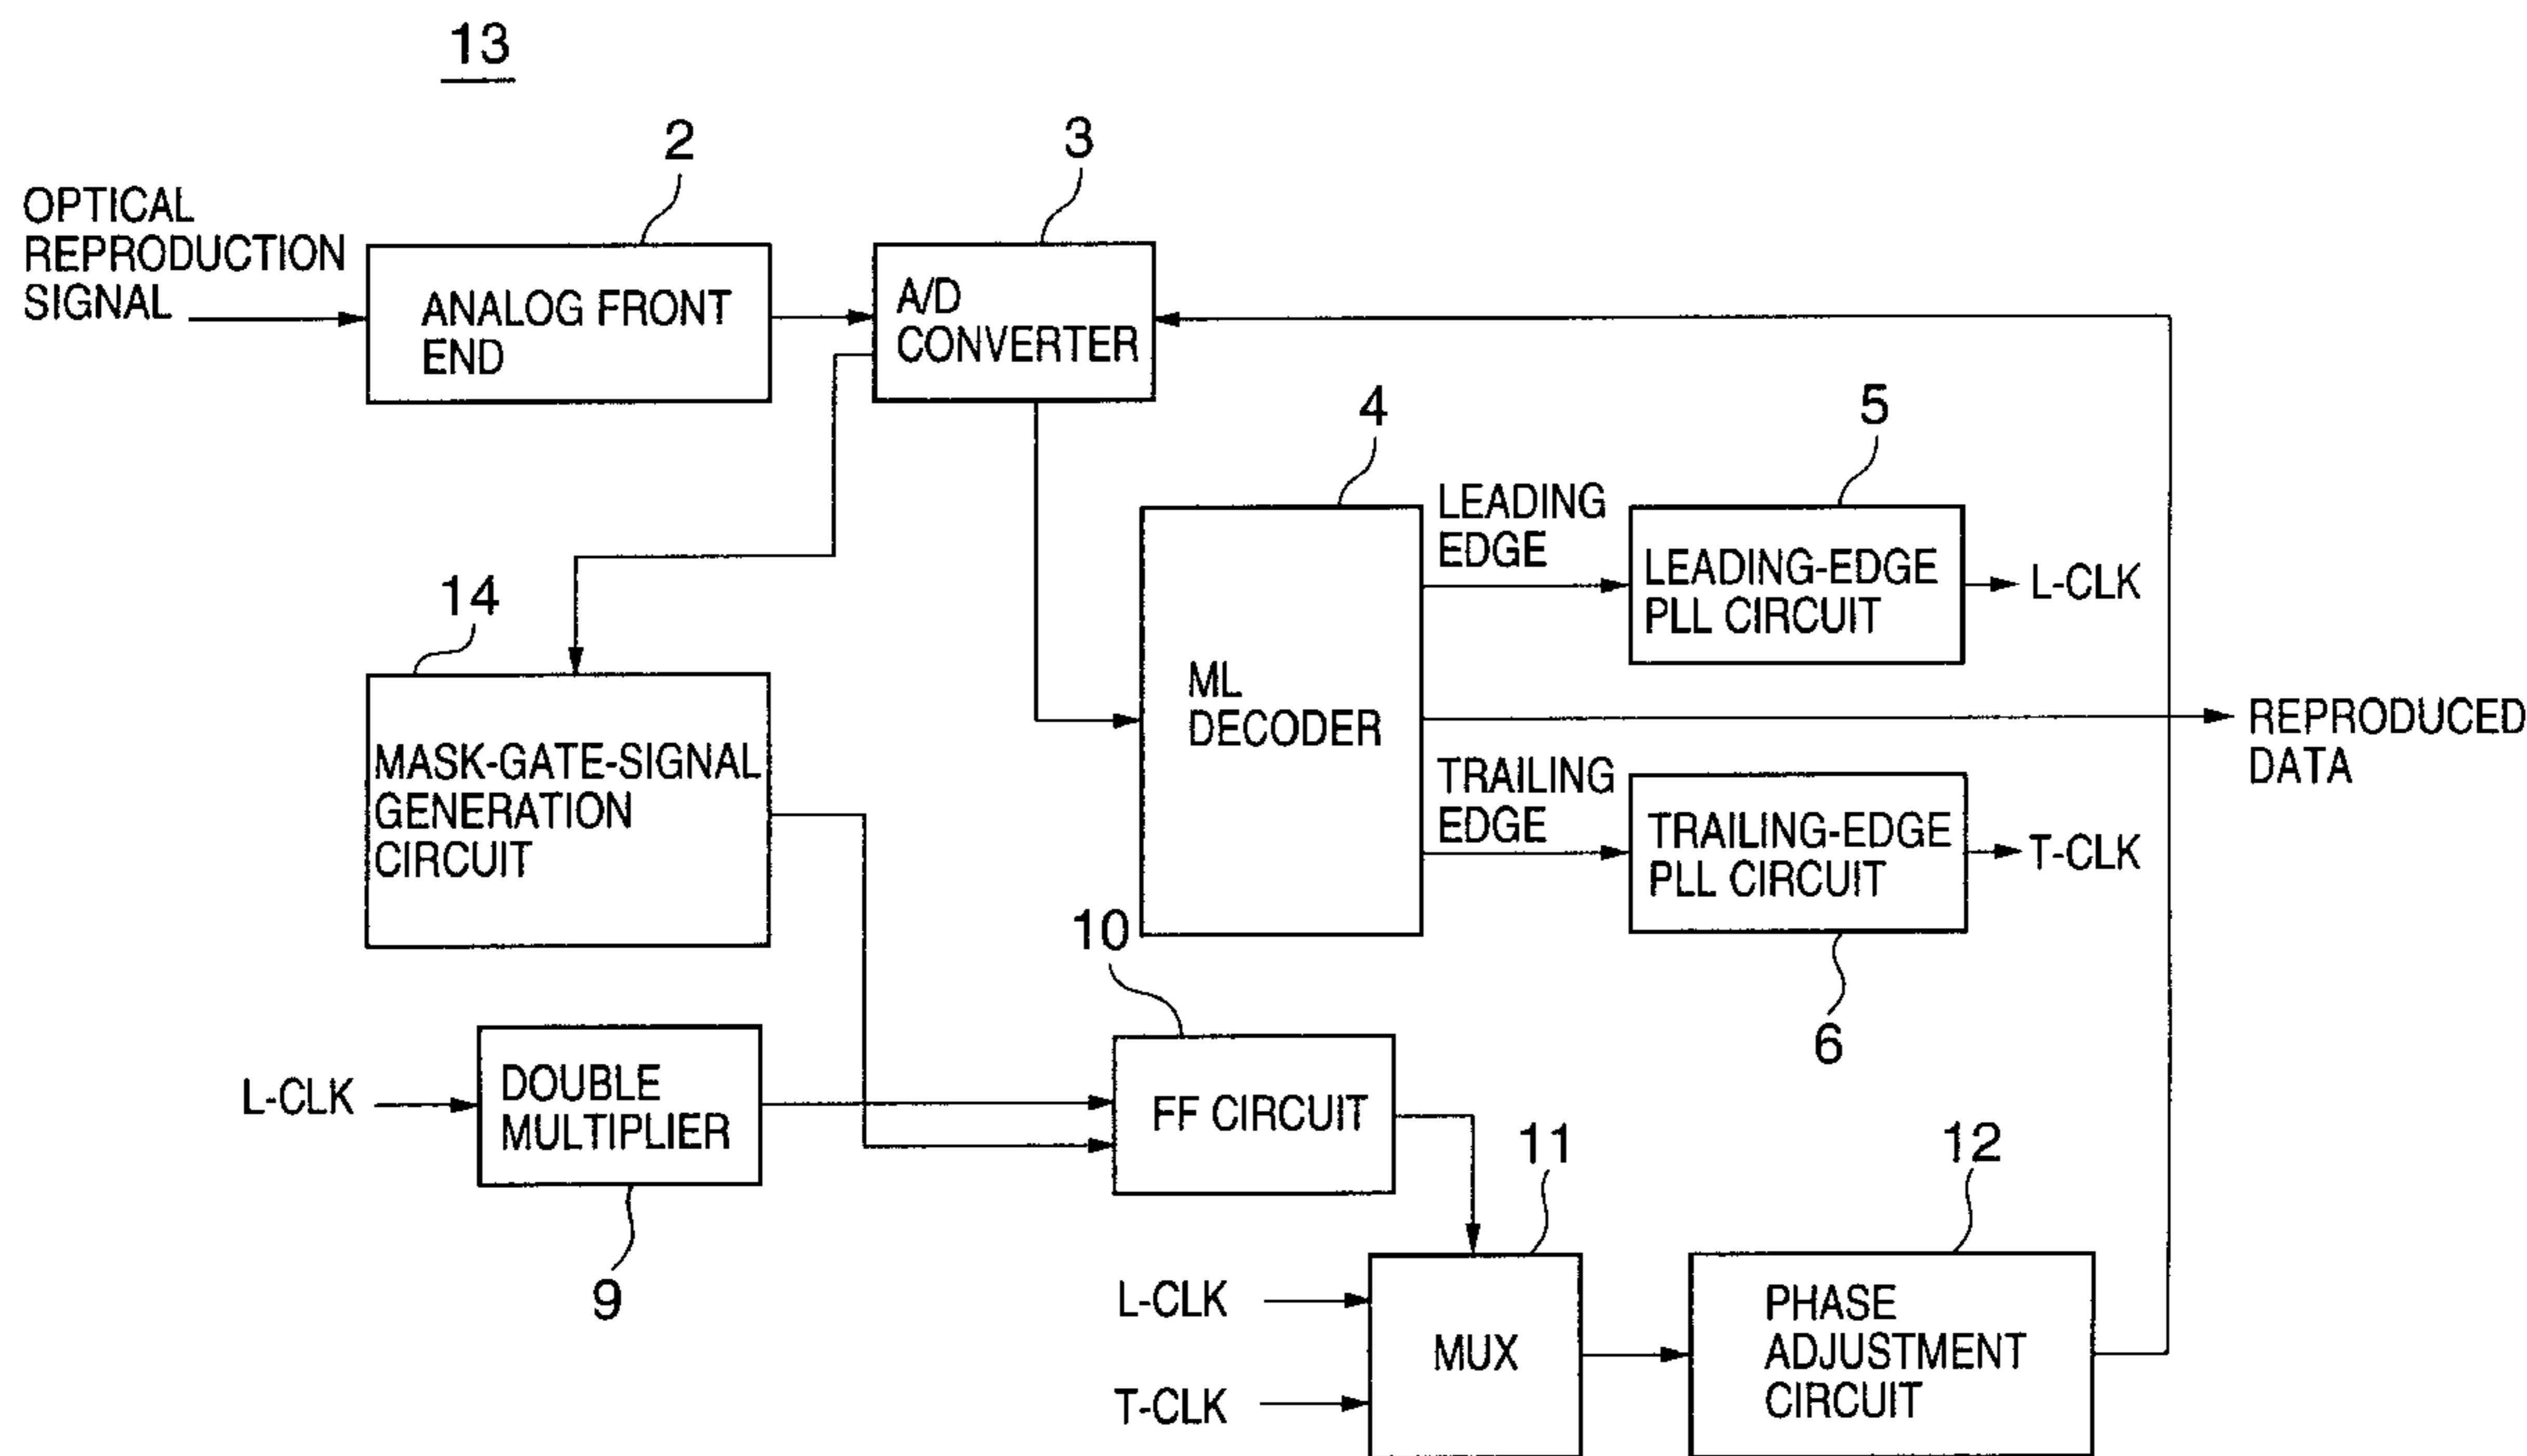 13
2
3
OPTICAL
REPRODUCTION
SIGNAL
ANALOG FRONT
END
A/D
CONVERTER
4
5
LEADING
EDGE
LEADING-EDGE
PLL CIRCUIT
L-CLK
14
ML
DECODER
REPRODUCED
DATA
MASK-GATE-SIGNAL
GENERATION
CIRCUIT
TRAILING
EDGE
TRAILING-EDGE
PLL CIRCUIT
T-CLK
10
6
L-CLK
DOUBLE
MULTIPLIER
FF CIRCUIT
9
11
12
L-CLK
T-CLK
MUX
PHASE
ADJUSTMENT
CIRCUIT